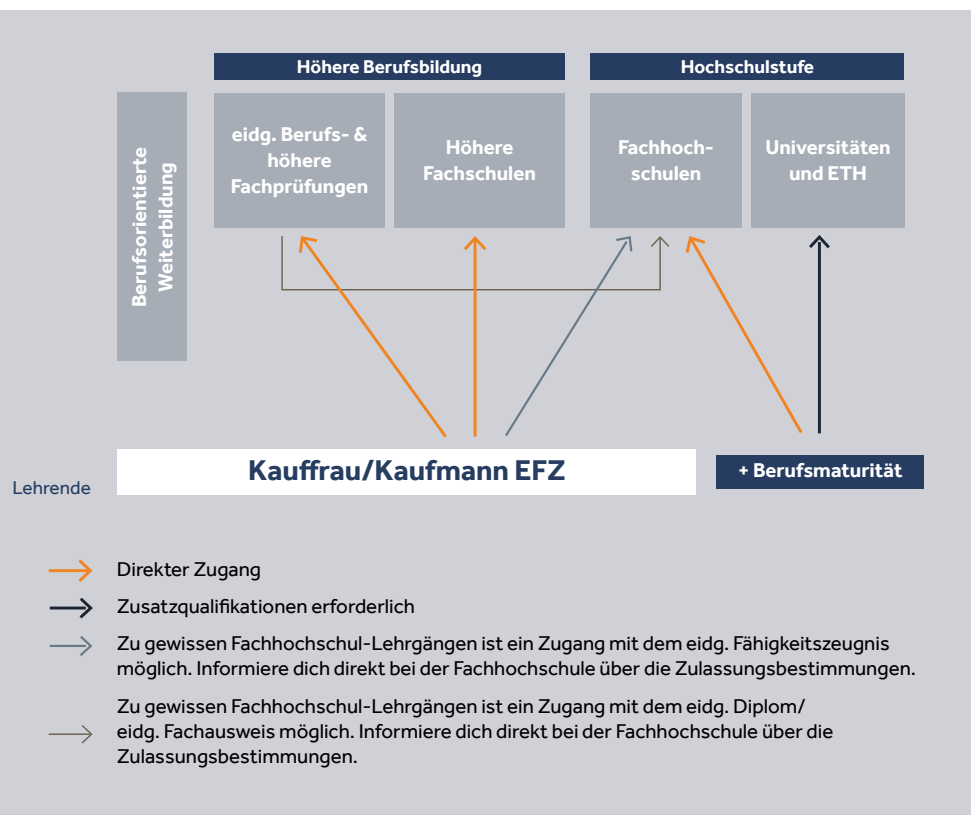 Höhere Berufsbildung
Hochschulstufe
Berufsorientierte
Weiterbildung
eidg. Berufs- &
höhere
Fachprüfungen
Höhere
Fachschulen
Fachhoch-
schulen
Universitäten
und ETH
Lehrende
Kauffrau/Kaufmann EFZ
+ Berufsmaturität
Direkter Zugang
Zusatzqualifikationen erforderlich
Zu gewissen Fachhochschul-Lehrgängen ist ein Zugang mit dem eidg. Fähigkeitszeugnis
möglich. Informiere dich direkt bei der Fachhochschule über die Zulassungsbestimmungen.
Zu gewissen Fachhochschul-Lehrgängen ist ein Zugang mit dem eidg. Diplom/
eidg. Fachausweis möglich. Informiere dich direkt bei der Fachhochschule über die
Zulassungsbestimmungen.